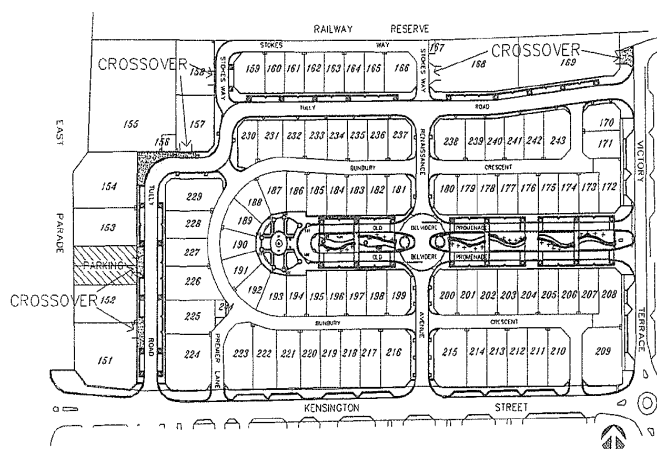 RAILWAY RESERVE
STOKES WAY
167
CROSSOVER
CROSSOVER
158
STOKES WAY
159 160 161 162 163 164 165 166
STOKES WAY
168
169
TULLY ROAD
155
156
157
230 231 232 233 234 235 236 237
RENAISSANCE
238 239 240 241 242 243
170
171
EAST PARADE
BUNBURY CRESCENT
VICTORY TERRACE
154
TULLY ROAD
229
187 186 185 184 183 182 181
180 179 178 177 176 175 174 173 172
188
153
228
189
OLD BELVIDERE PROMENADE
PARKING
227
190
OLD BELVIDERE PROMENADE
226
191
CROSSOVER
152
192
193 194 195 196 197 198 199
AVENUE
200 201 202 203 204 205 206 207 208
225
BUNBURY CRESCENT
151
224
PREMIER LANE
223 222 221 220 219 218 217 216
215 214 213 212 211 210
209
KENSINGTON STREET